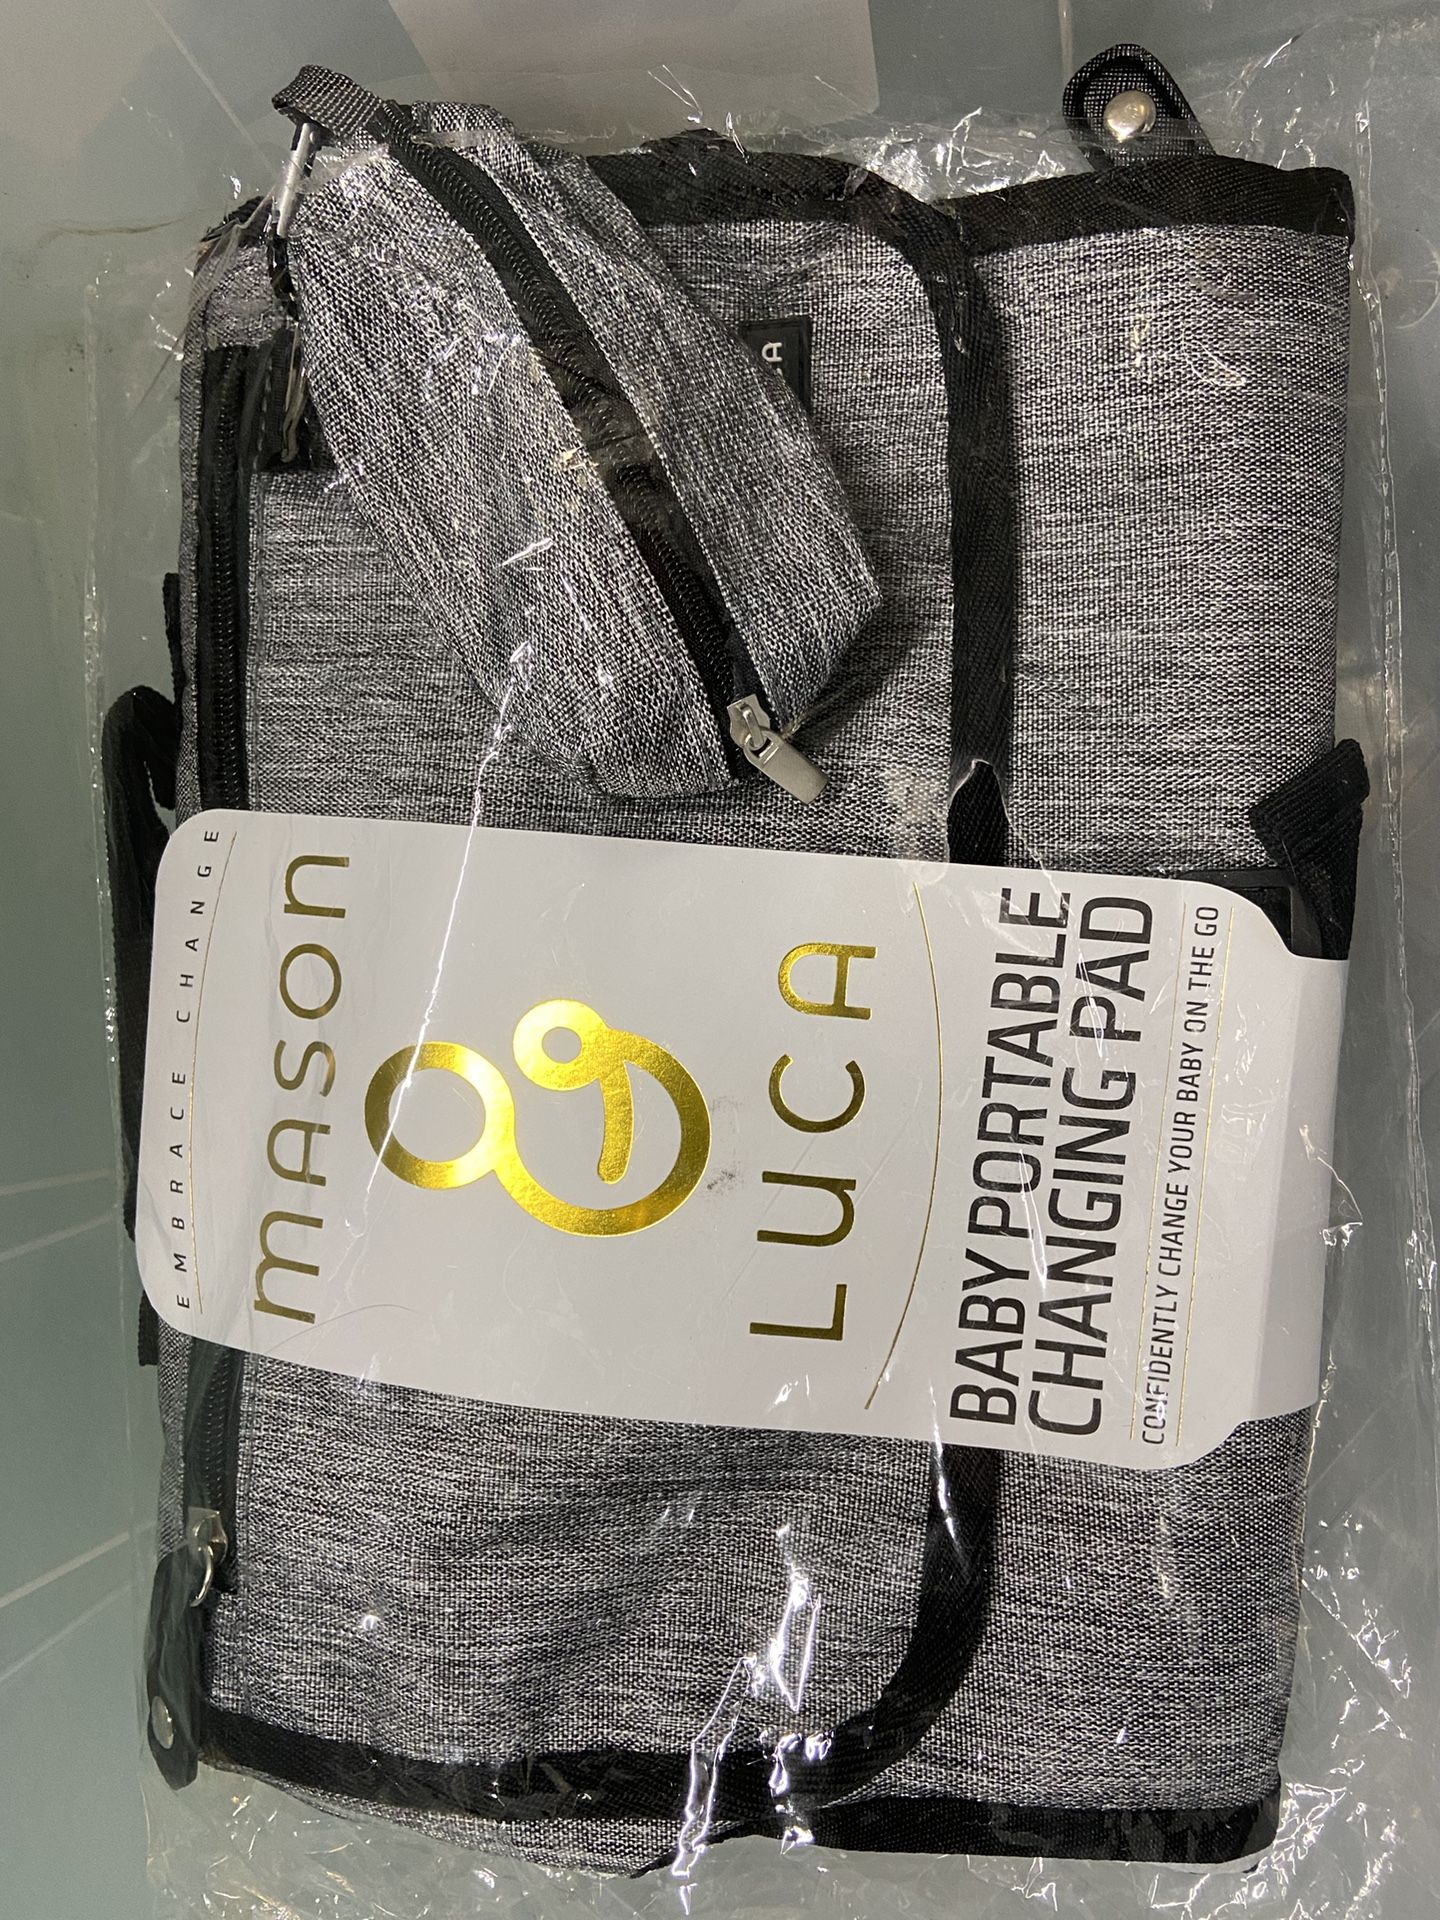 EMBRACE CHANGE
mason
LUCA
BABY PORTABLE
CHANGING PAD
CONFIDENTLY CHANGE YOUR BABY ON THE GO